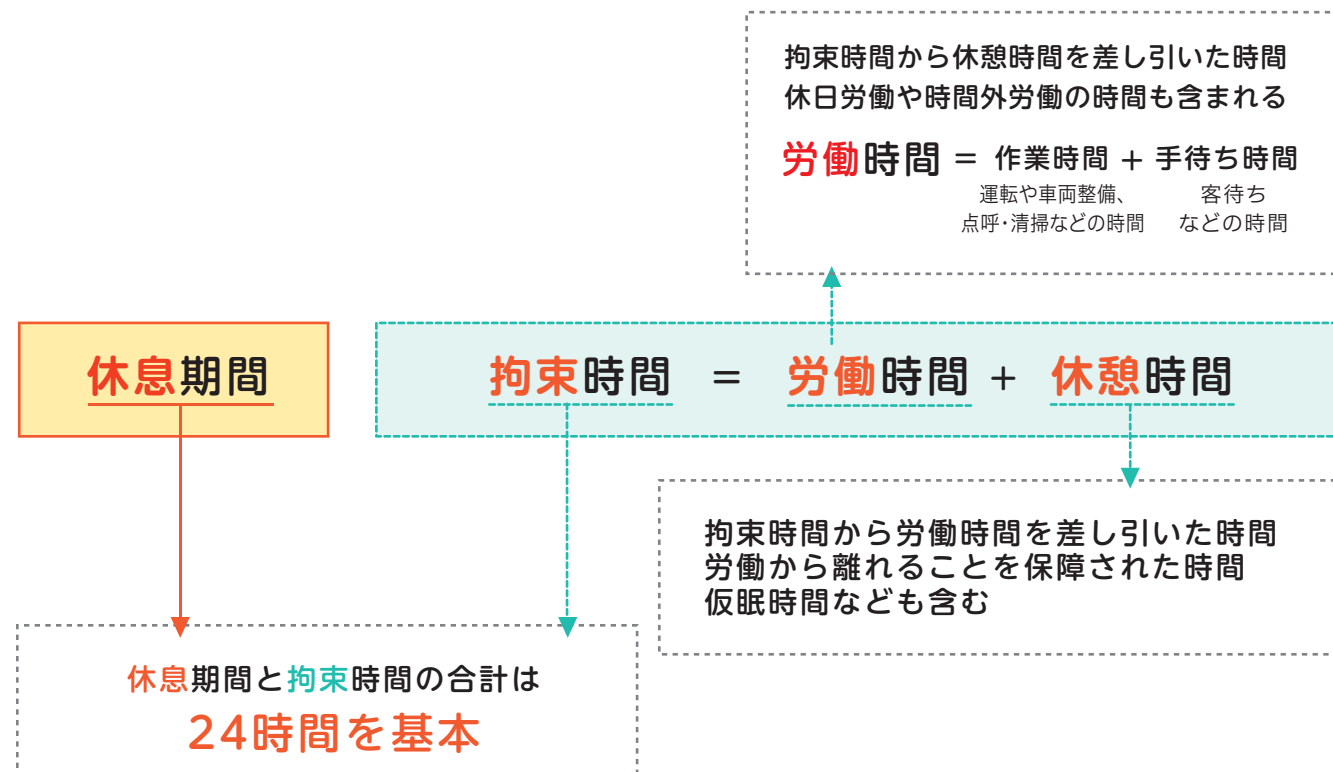 拘束時間から休憩時間を差し引いた時間
休日労働や時間外労働の時間も含まれる
労働時間 = 作業時間 + 手待ち時間
運転や車両整備、 客待ち
点呼・清掃などの時間 などの時間
休息期間
拘束時間 = 労働時間 + 休憩時間
拘束時間から労働時間を差し引いた時間
労働から離れることを保障された時間
仮眠時間なども含む
休息期間と拘束時間の合計は
24時間を基本